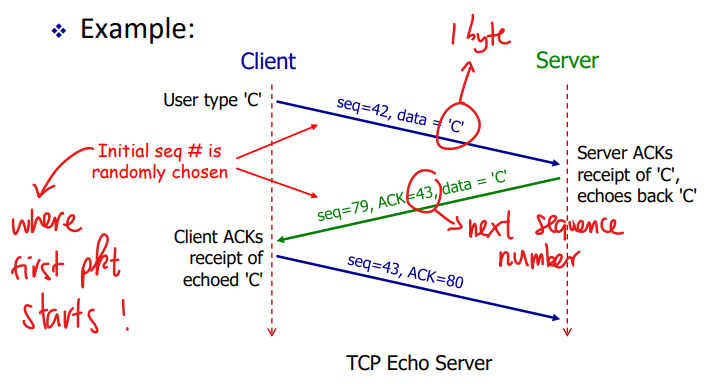 ❖ Example:
1 byte
Client
Server
User type 'C'
seq=42, data = 'C'
Initial seq # is
randomly chosen
Server ACKs
receipt of 'C',
echoes back 'C'
seq=79, ACK=43, data = 'C'
where
first pkt
starts !
next sequence
number
Client ACKs
receipt of
echoed 'C'
seq=43, ACK=80
TCP Echo Server